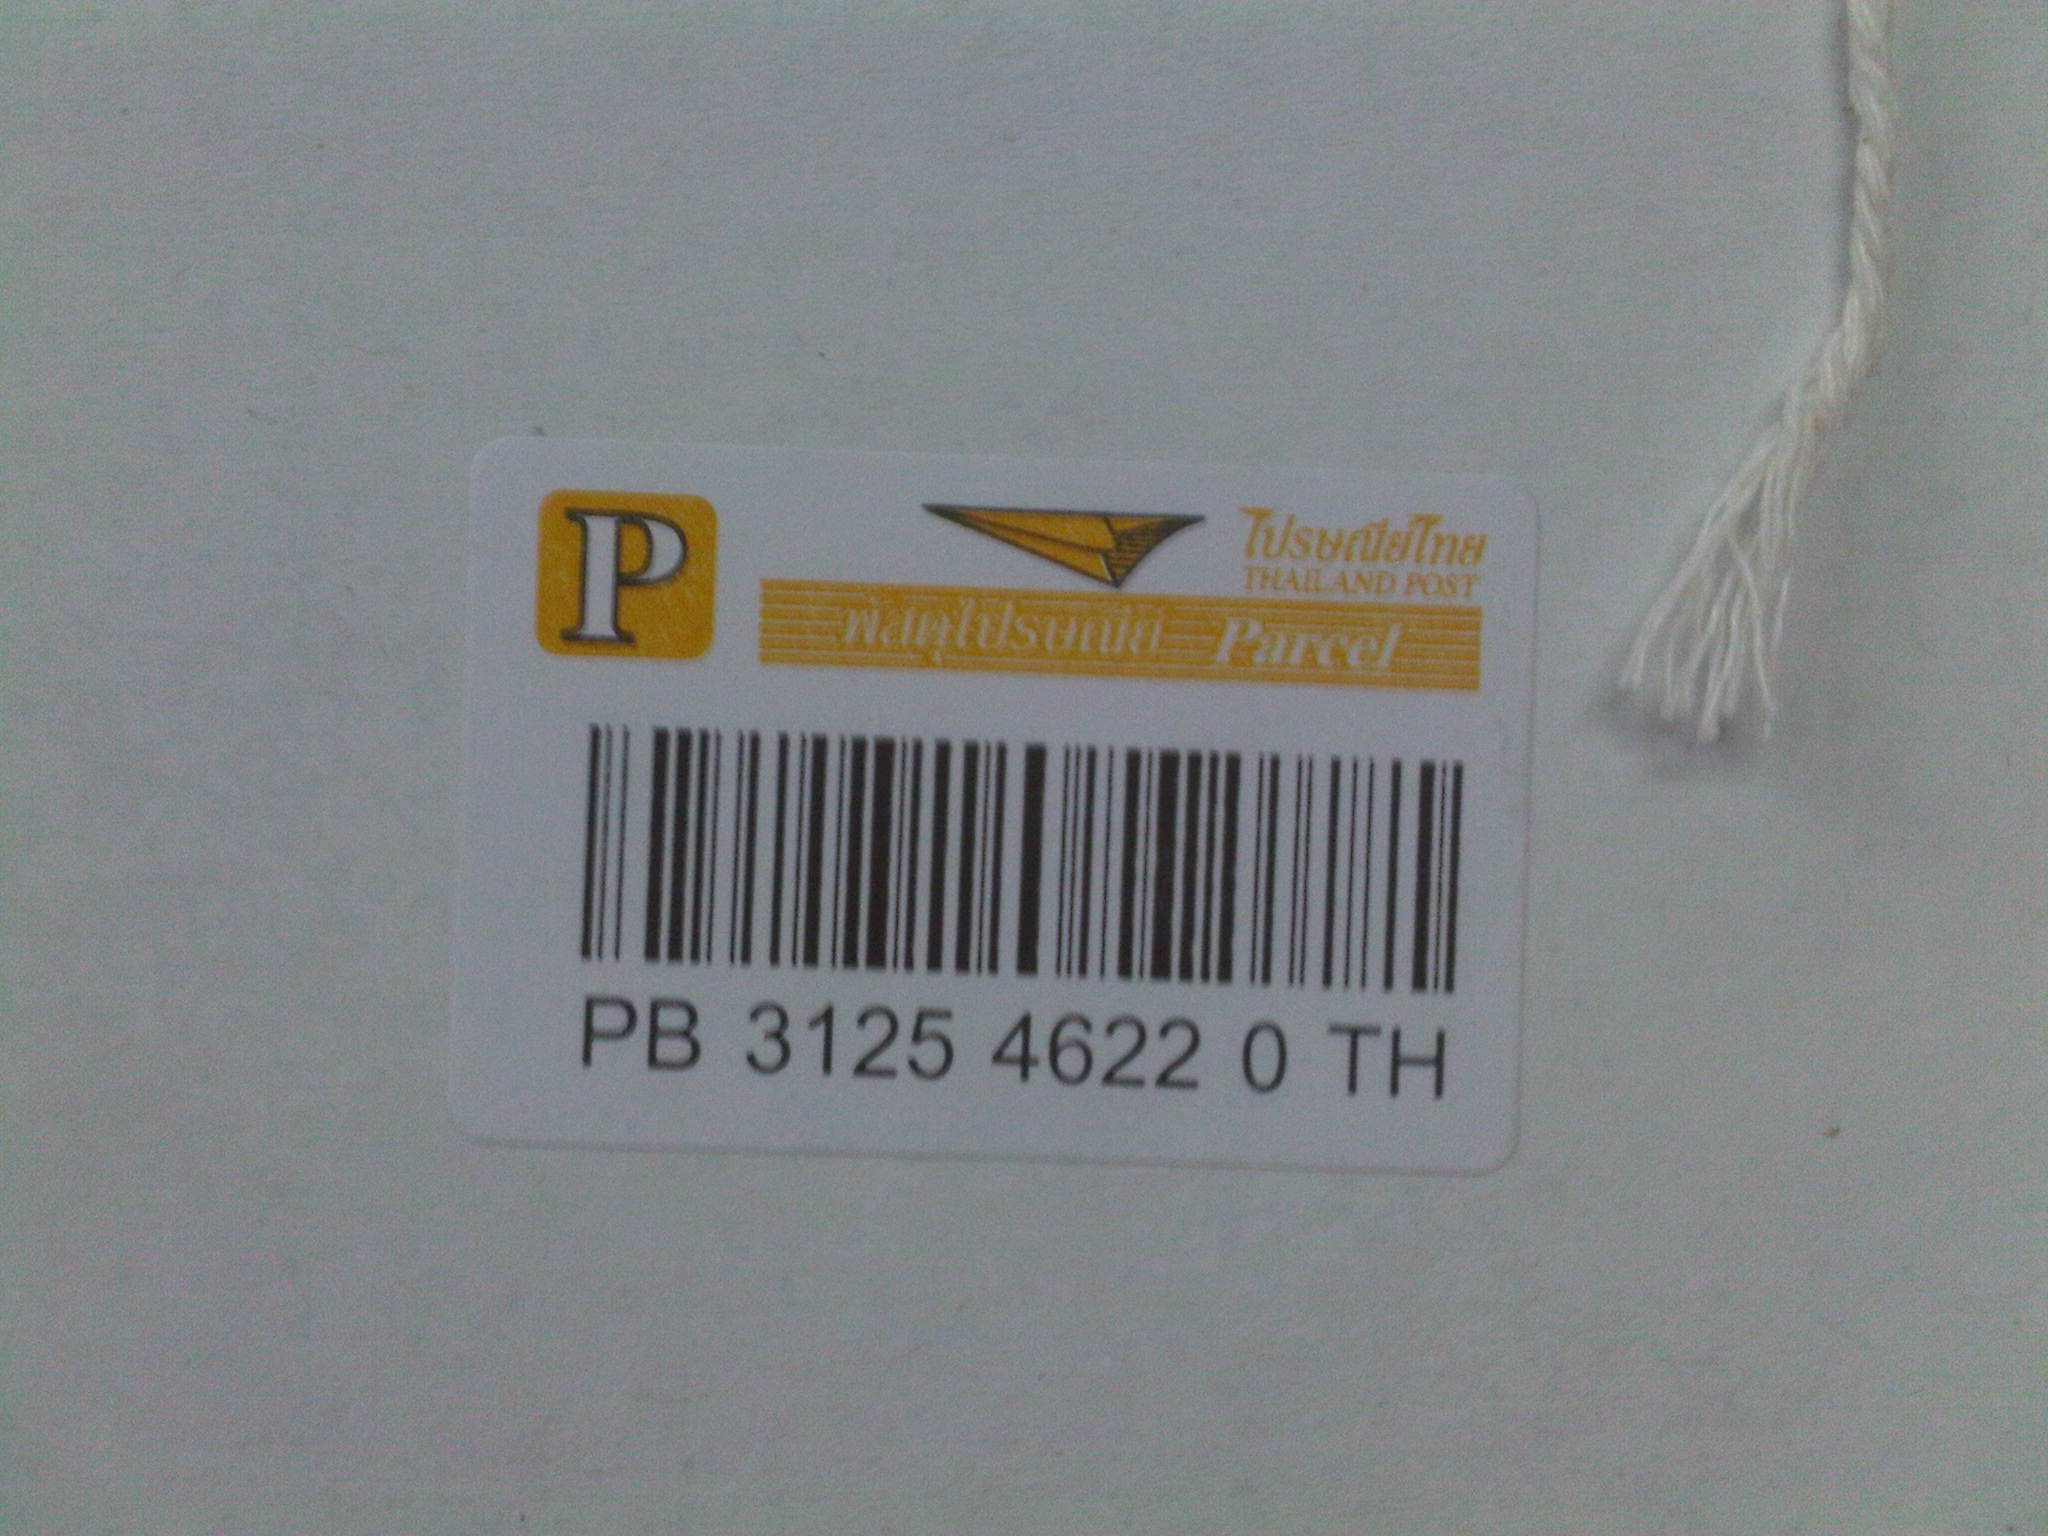 P
ไปรษณีย์ไทย
THAILAND POST
พัสดุไปรษณีย์ Parcel
PB 3125 4622 0 TH